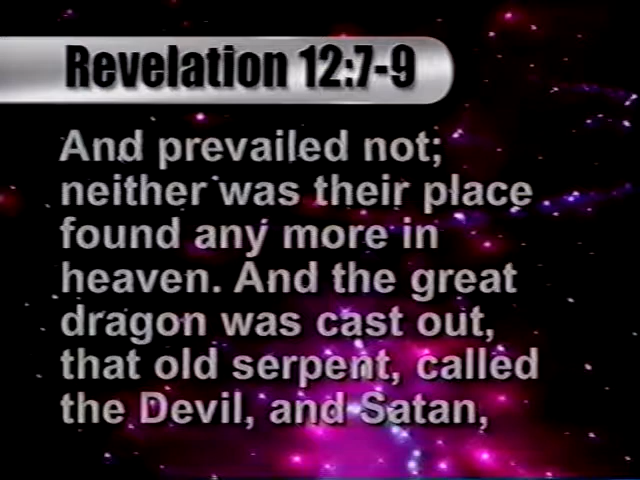 Revelation 12:7-9
And prevailed not;
neither was their place
found any more in
heaven. And the great
dragon was cast out,
that old serpent, called
the Devil, and Satan,